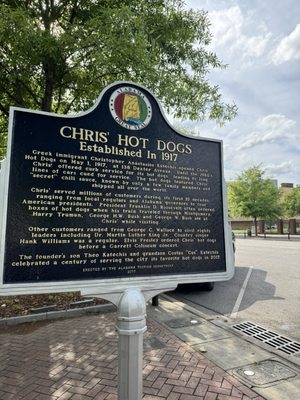 ALABAMA
CHRIS' HOT DOGS
Established In 1917
Greek immigrant Christopher Anastasios Katechis opened Chris'
Hot Dogs on May 1, 1917, at 138 Dexter Avenue. Until the
Chris' offered curb service for its hot dogs, leading to long
lines of cars used for service. The hot dogs featured Chris'
"secret" chili sauce, known by only a few family members and
shipped all over the world.
Chris' served millions of customers during its first 95 decades,
ranging from local regulars and Alabama governors to four
American presidents. President Franklin Roosevelt often ordered
boxes of hot dogs when his train traveled through Montgomery.
Harry Truman, George H.W. Bush and George W. Bush ate at
Chris' while
Other customers ranged from George C. Wallace to civil rights
leaders including Dr. Martin Luther King Jr. Country singer
Hank Williams was a regular. Elvis Presley ordered Chris' hot dogs
before a Garrett Coliseum concert.
The founder's son Theo Katechis and grandson Costas "Gus" Katechis
celebrated a century of serving the city its favorite hot dogs in 2017
ERECTED BY THE ALABAMA TOURISM DEPARTMENT
2017